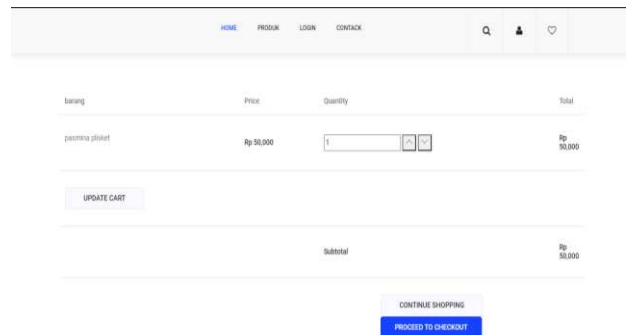 HOME PRODUK LOGIN CONTACK
barang Price Quantity Total
pasmina plisket Rp 50,000 1 Rp
50,000
UPDATE CART
Subtotal Rp
50,000
CONTINUE SHOPPING
PROCEED TO CHECKOUT